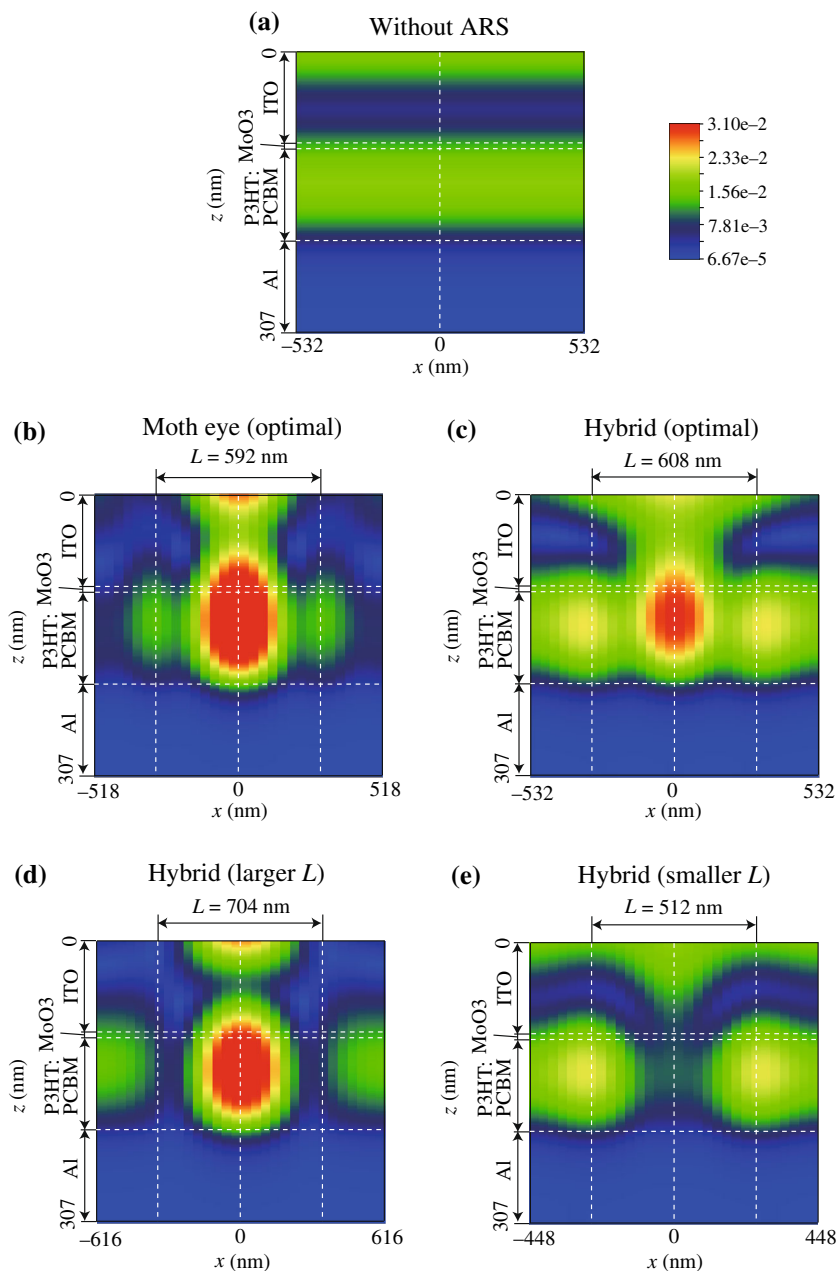 (a)
Without ARS
0
ITO
MoO3
P3HT:
PCBM
Al
307
z (nm)
–532
0
532
x (nm)
3.10e–2
2.33e–2
1.56e–2
7.81e–3
6.67e–5
(b)
Moth eye (optimal)
L = 592 nm
0
ITO
MoO3
P3HT:
PCBM
Al
307
z (nm)
–518
0
518
x (nm)
(c)
Hybrid (optimal)
L = 608 nm
0
ITO
MoO3
P3HT:
PCBM
Al
307
z (nm)
–532
0
532
x (nm)
(d)
Hybrid (larger L)
L = 704 nm
0
ITO
MoO3
P3HT:
PCBM
Al
307
z (nm)
–616
0
616
x (nm)
(e)
Hybrid (smaller L)
L = 512 nm
0
ITO
MoO3
P3HT:
PCBM
Al
307
z (nm)
–448
0
448
x (nm)